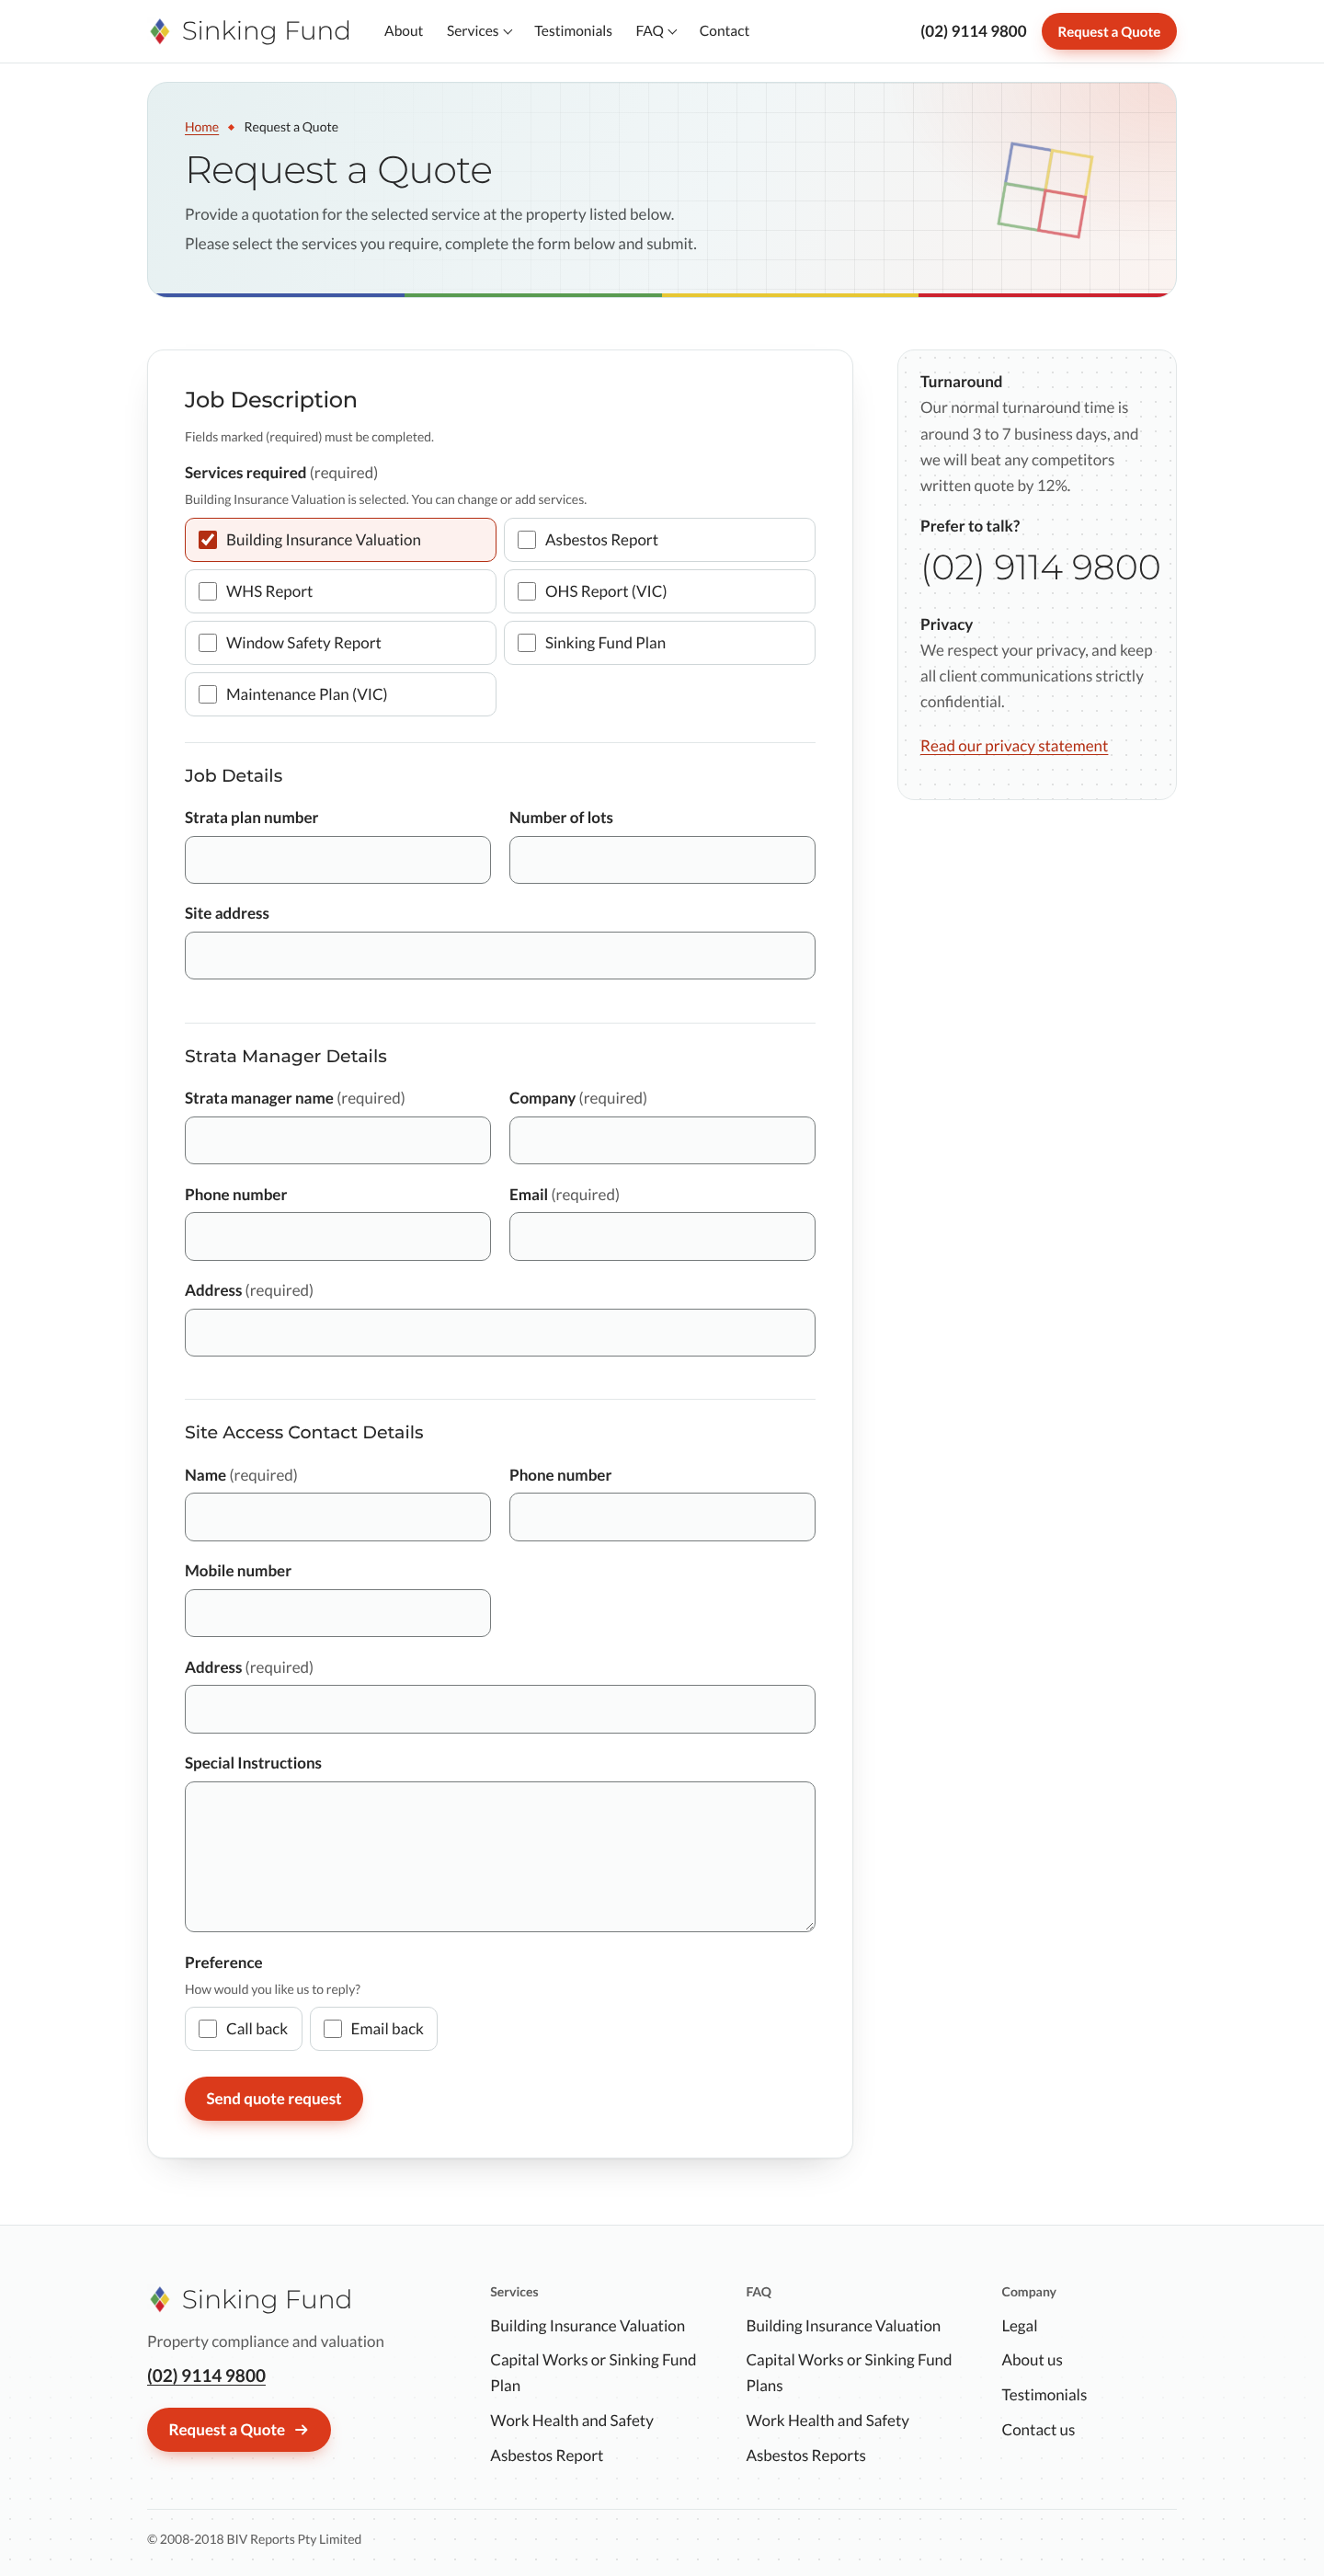 Sinking Fund
About
Services
Testimonials
FAQ
Contact
(02) 9114 9800
Request a Quote
Home
Request a Quote
Request a Quote
Provide a quotation for the selected service at the property listed below.
Please select the services you require, complete the form below and submit.
Job Description
Fields marked (required) must be completed.
Services required (required)
Building Insurance Valuation is selected. You can change or add services.
Building Insurance Valuation
Asbestos Report
WHS Report
OHS Report (VIC)
Window Safety Report
Sinking Fund Plan
Maintenance Plan (VIC)
Job Details
Strata plan number
Number of lots
Site address
Strata Manager Details
Strata manager name (required)
Company (required)
Phone number
Email (required)
Address (required)
Site Access Contact Details
Name (required)
Phone number
Mobile number
Address (required)
Special Instructions
Preference
How would you like us to reply?
Call back
Email back
Send quote request
Turnaround
Our normal turnaround time is
around 3 to 7 business days, and
we will beat any competitors
written quote by 12%.
Prefer to talk?
(02) 9114 9800
Privacy
We respect your privacy, and keep
all client communications strictly
confidential.
Read our privacy statement
Sinking Fund
Property compliance and valuation
(02) 9114 9800
Request a Quote
Services
Building Insurance Valuation
Capital Works or Sinking Fund
Plan
Work Health and Safety
Asbestos Report
FAQ
Building Insurance Valuation
Capital Works or Sinking Fund
Plans
Work Health and Safety
Asbestos Reports
Company
Legal
About us
Testimonials
Contact us
© 2008-2018 BIV Reports Pty Limited